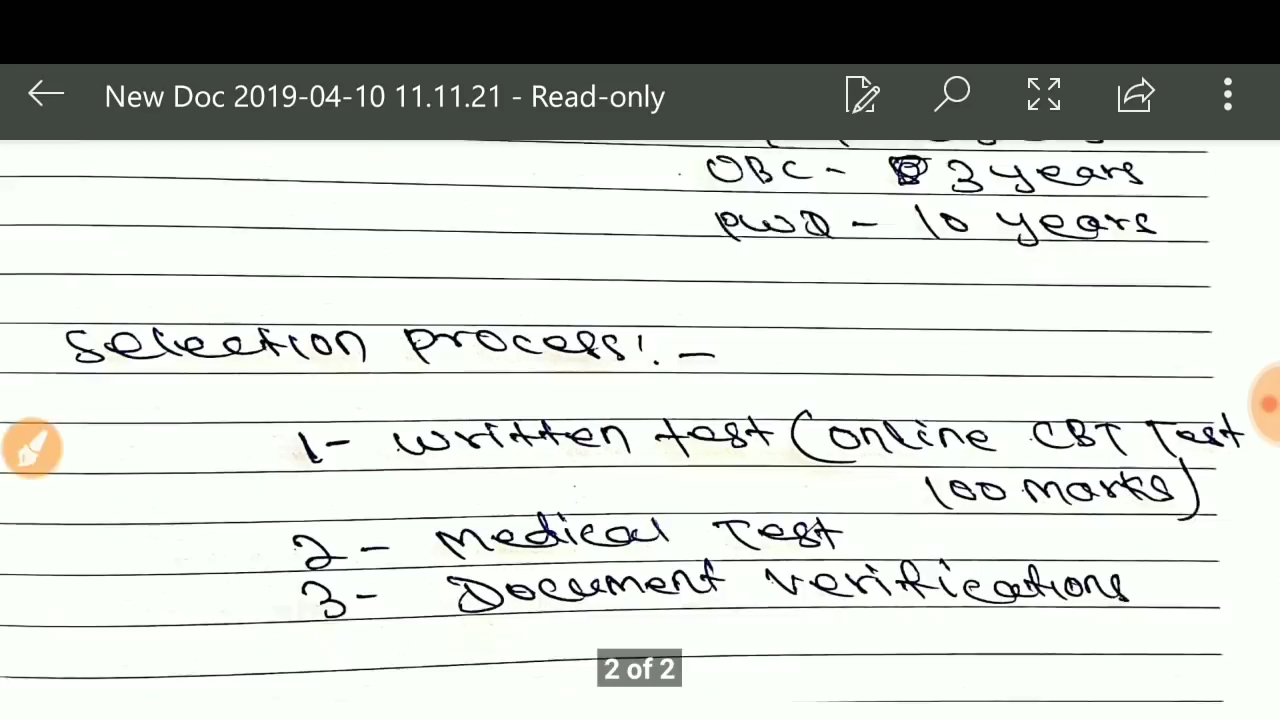 New Doc 2019-04-10 11.11.21 - Read-only
OBC - 3 years
PWD - 10 years
Selection process:-
1- written test (online CBT Test
100 marks)
2- Medical Test
3- Document verifications
2 of 2